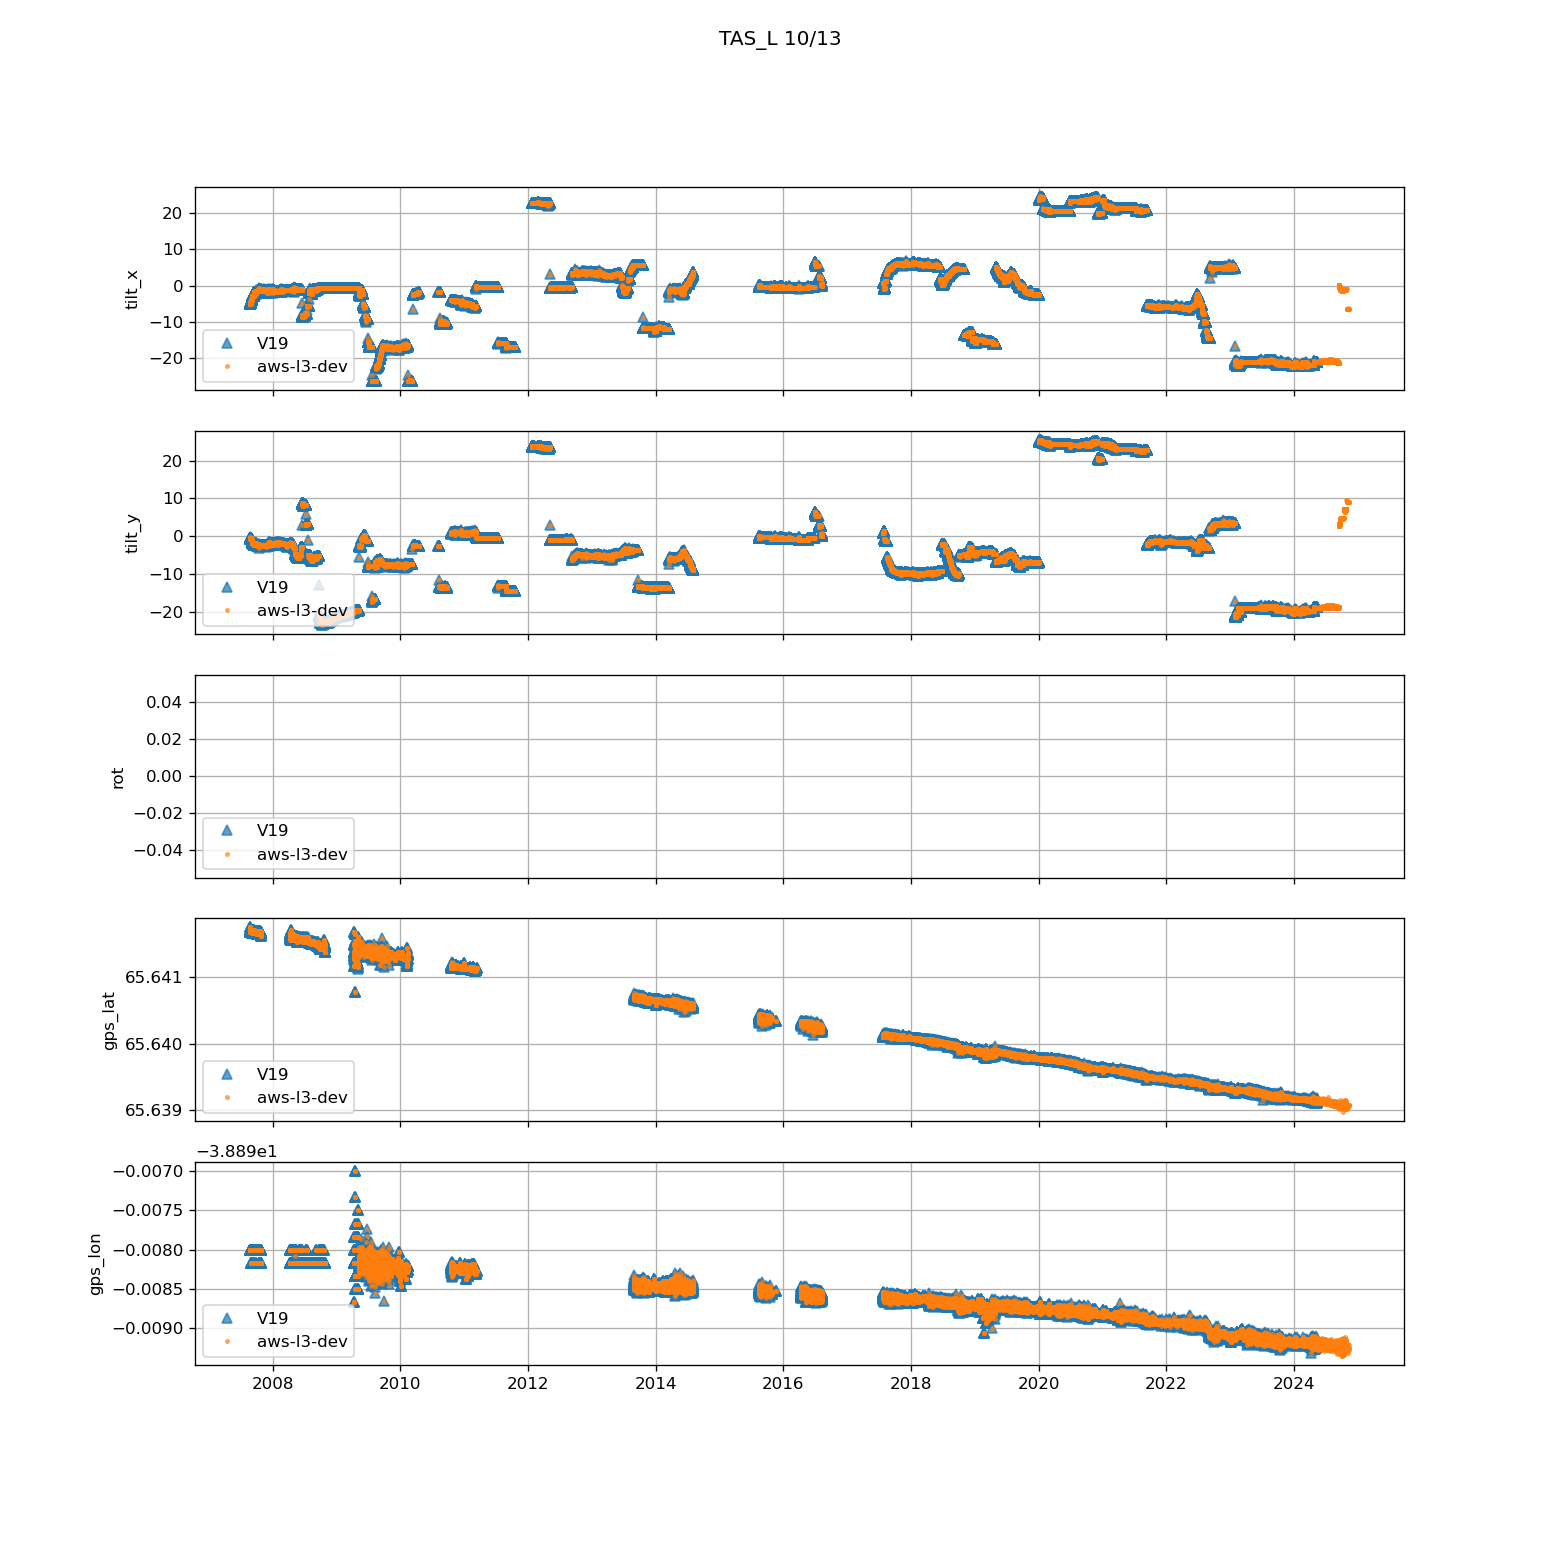 TAS_L 10/13
20
10
0
−10
−20
tilt_x
V19
aws-l3-dev
20
10
0
−10
−20
tilt_y
V19
aws-l3-dev
0.04
0.02
0.00
−0.02
−0.04
rot
V19
aws-l3-dev
65.641
65.640
65.639
gps_lat
V19
aws-l3-dev
−3.889e1
−0.0070
−0.0075
−0.0080
−0.0085
−0.0090
gps_lon
V19
aws-l3-dev
2008 2010 2012 2014 2016 2018 2020 2022 2024